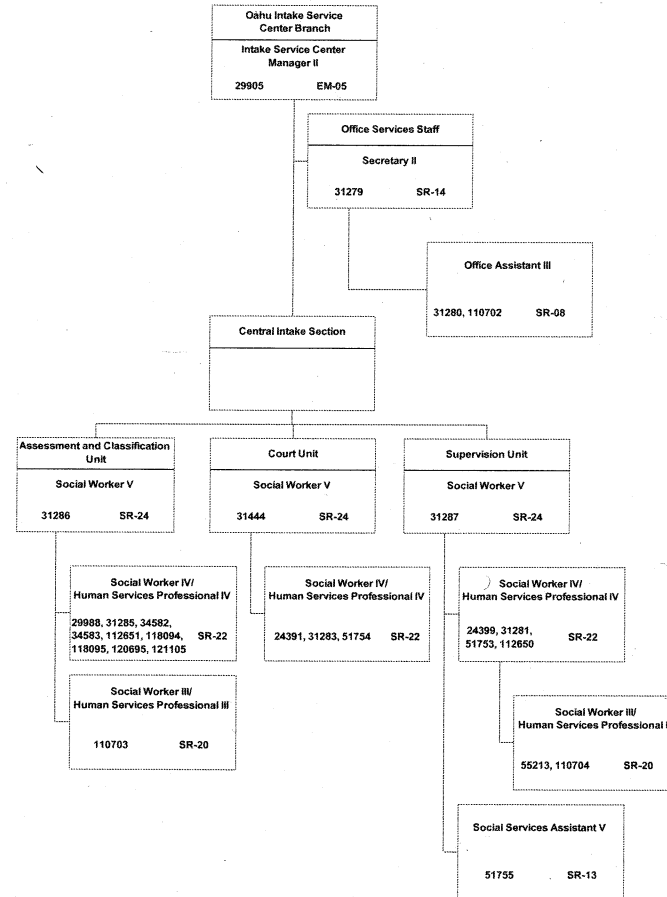 Oahu Intake Service
Center Branch
Intake Service Center
Manager II
29905 EM-05
Office Services Staff
Secretary II
31279 SR-14
Office Assistant III
31280, 110702 SR-08
Central Intake Section
Assessment and Classification
Unit
Social Worker V
31286 SR-24
Court Unit
Social Worker V
31444 SR-24
Supervision Unit
Social Worker V
31287 SR-24
Social Worker IV/
Human Services Professional IV
29988, 31285, 34582,
34583, 112651, 118094, SR-22
118095, 120695, 121105
Social Worker IV/
Human Services Professional IV
24391, 31283, 51754 SR-22
Social Worker IV/
Human Services Professional IV
24399, 31281,
51753, 112650 SR-22
Social Worker III/
Human Services Professional III
110703 SR-20
Social Worker III/
Human Services Professional
55213, 110704 SR-20
Social Services Assistant V
51755 SR-13